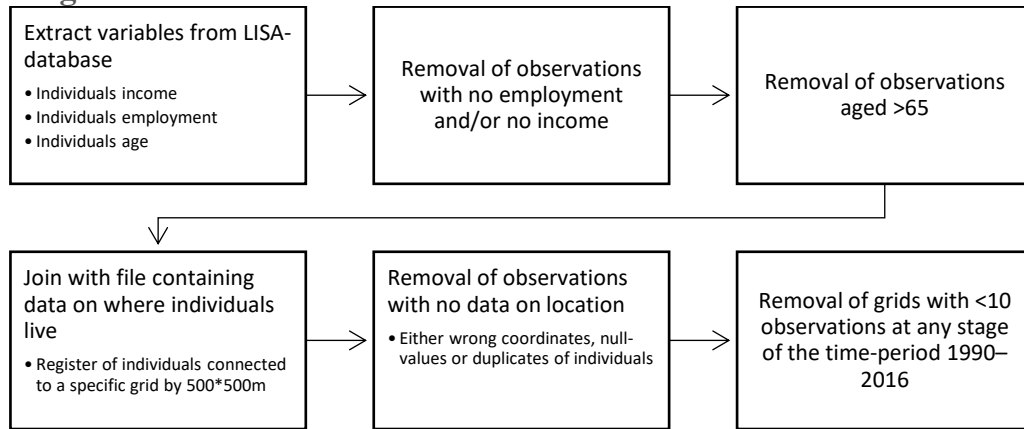 Extract variables from LISA-
database
• Individuals income
• Individuals employment
• Individuals age
Removal of observations
with no employment
and/or no income
Removal of observations
aged >65
Join with file containing
data on where individuals
live
• Register of individuals connected
to a specific grid by 500*500m
Removal of observations
with no data on location
• Either wrong coordinates, null-
values or duplicates of individuals
Removal of grids with <10
observations at any stage
of the time-period 1990–
2016